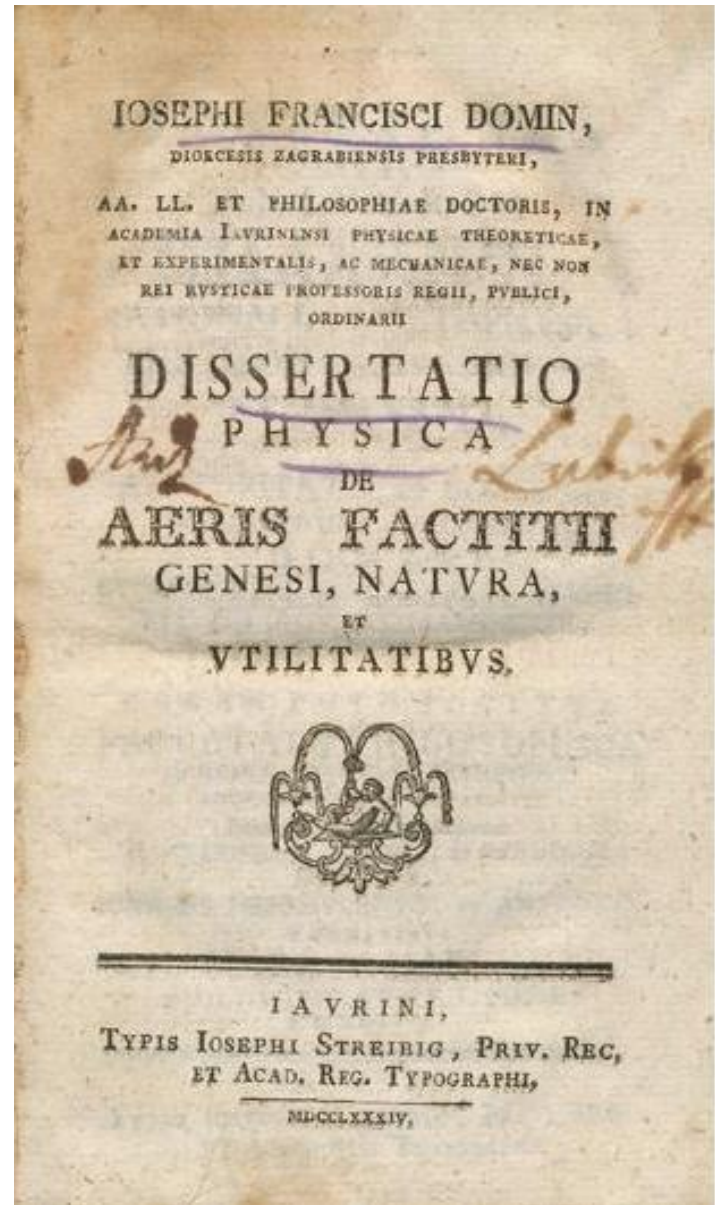 IOSEPHI FRANCISCI DOMIN,
DIOECESIS ZAGRABIENSIS PRESBYTERI,
AA. LL. ET PHILOSOPHIAE DOCTORIS, IN
ACADEMIA IAVRINENSI PHYSICAE THEORETICAE,
ET EXPERIMENTALIS, AC MECHANICAE, NEC NON
REI RVSTICAE PROFESSORIS REGII, PVBLICI,
ORDINARII
DISSERTATIO
PHYSICA
DE
AERIS FACTITII
GENESI, NATVRA,
ET
VTILITATIBVS.
IAVRINI,
TYPIS IOSEPHI STREIBIG, PRIV. REG,
ET ACAD. REG. TYPOGRAPHI,
MDCCLXXXIV,